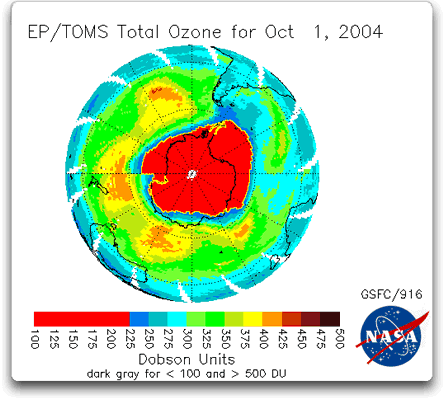 EP/TOMS Total Ozone for Oct 1, 2004
GSFC/916
100 125 150 175 200 225 250 275 300 325 350 375 400 425 450 475 500
Dobson Units
dark gray for < 100 and > 500 DU
NASA